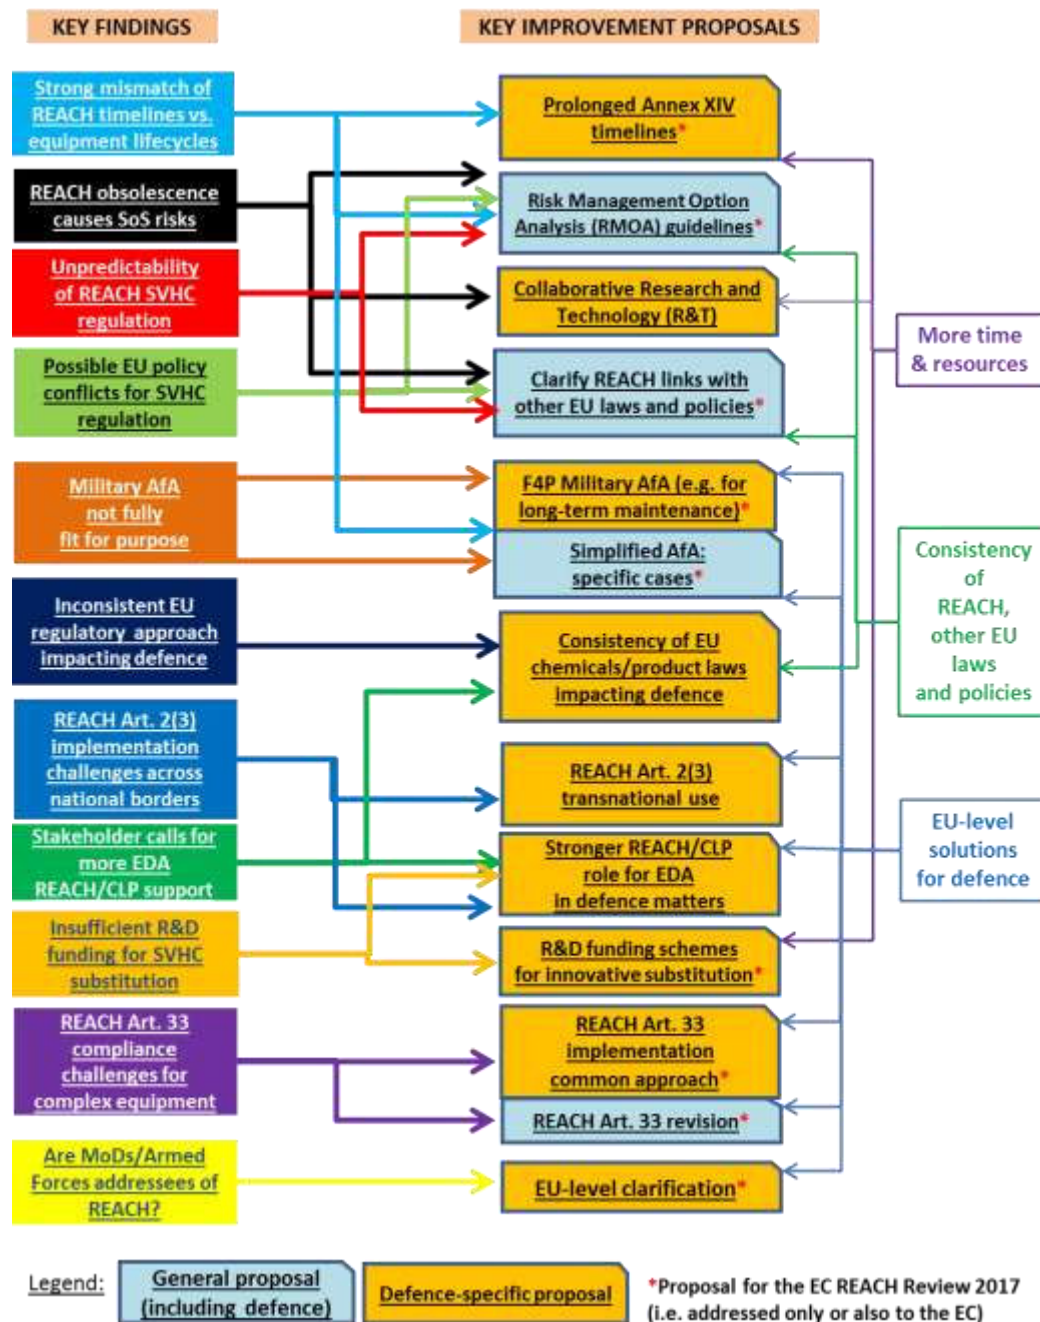 KEY FINDINGS
KEY IMPROVEMENT PROPOSALS
Strong mismatch of
REACH timelines vs.
equipment lifecycles
REACH obsolescence
causes SoS risks
Unpredictability
of REACH SVHC
regulation
Possible EU policy
conflicts for SVHC
regulation
Military AfA
not fully
fit for purpose
Inconsistent EU
regulatory approach
impacting defence
REACH Art. 2(3)
implementation
challenges across
national borders
Stakeholder calls for
more EDA
REACH/CLP support
Insufficient R&D
funding for SVHC
substitution
REACH Art. 33
compliance
challenges for
complex equipment
Are MoDs/Armed
Forces addressees of
REACH?
Prolonged Annex XIV
timelines*
Risk Management Option
Analysis (RMOA) guidelines*
Collaborative Research and
Technology (R&T)
Clarify REACH links with
other EU laws and policies*
F4P Military AfA (e.g. for
long-term maintenance)*
Simplified AfA:
specific cases*
Consistency of EU
chemicals/product laws
impacting defence
REACH Art. 2(3)
transnational use
Stronger REACH/CLP
role for EDA
in defence matters
R&D funding schemes
for innovative substitution*
REACH Art. 33
implementation
common approach*
REACH Art. 33 revision*
EU-level clarification*
More time
& resources
Consistency
of
REACH,
other EU
laws
and policies
EU-level
solutions
for defence
Legend:
General proposal
(including defence)
Defence-specific proposal
*Proposal for the EC REACH Review 2017
(i.e. addressed only or also to the EC)